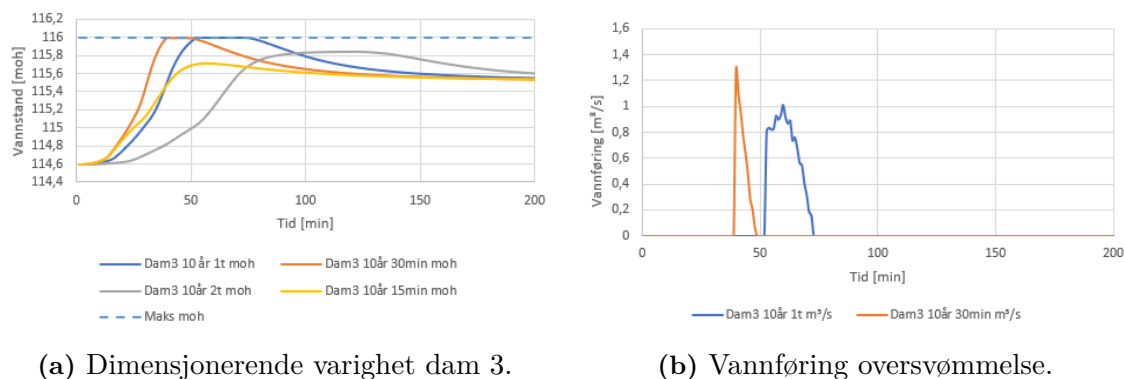 116,2
116
115,8
115,6
115,4
115,2
115
114,8
114,6
114,4
Vannstand [moh]
0 50 100 150 200
Tid [min]
Dam3 10 år 1t moh
Dam3 10år 30min moh
Dam3 10år 2t moh
Dam3 10år 15min moh
Maks moh
(a) Dimensjonerende varighet dam 3.
1,6
1,4
1,2
1
0,8
0,6
0,4
0,2
0
Vannføring [m³/s]
0 50 100 150 200
Tid [min]
Dam3 10år 1t m³/s
Dam3 10år 30min m³/s
(b) Vannføring oversvømmelse.